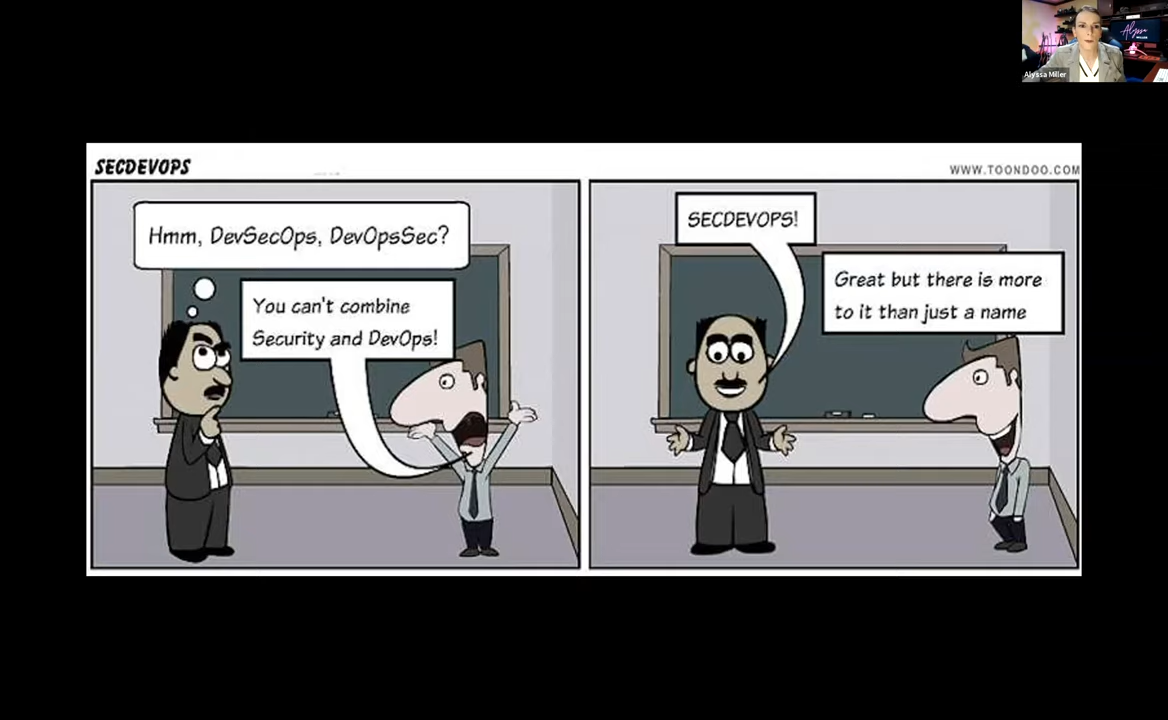 Alyssa
Alyssa Miller
SECDEVOPS
WWW.TOONDOO.COM
Hmm, DevSecOps, DevOpsSec?
You can't combine
Security and DevOps!
SECDEVOPS!
Great but there is more
to it than just a name